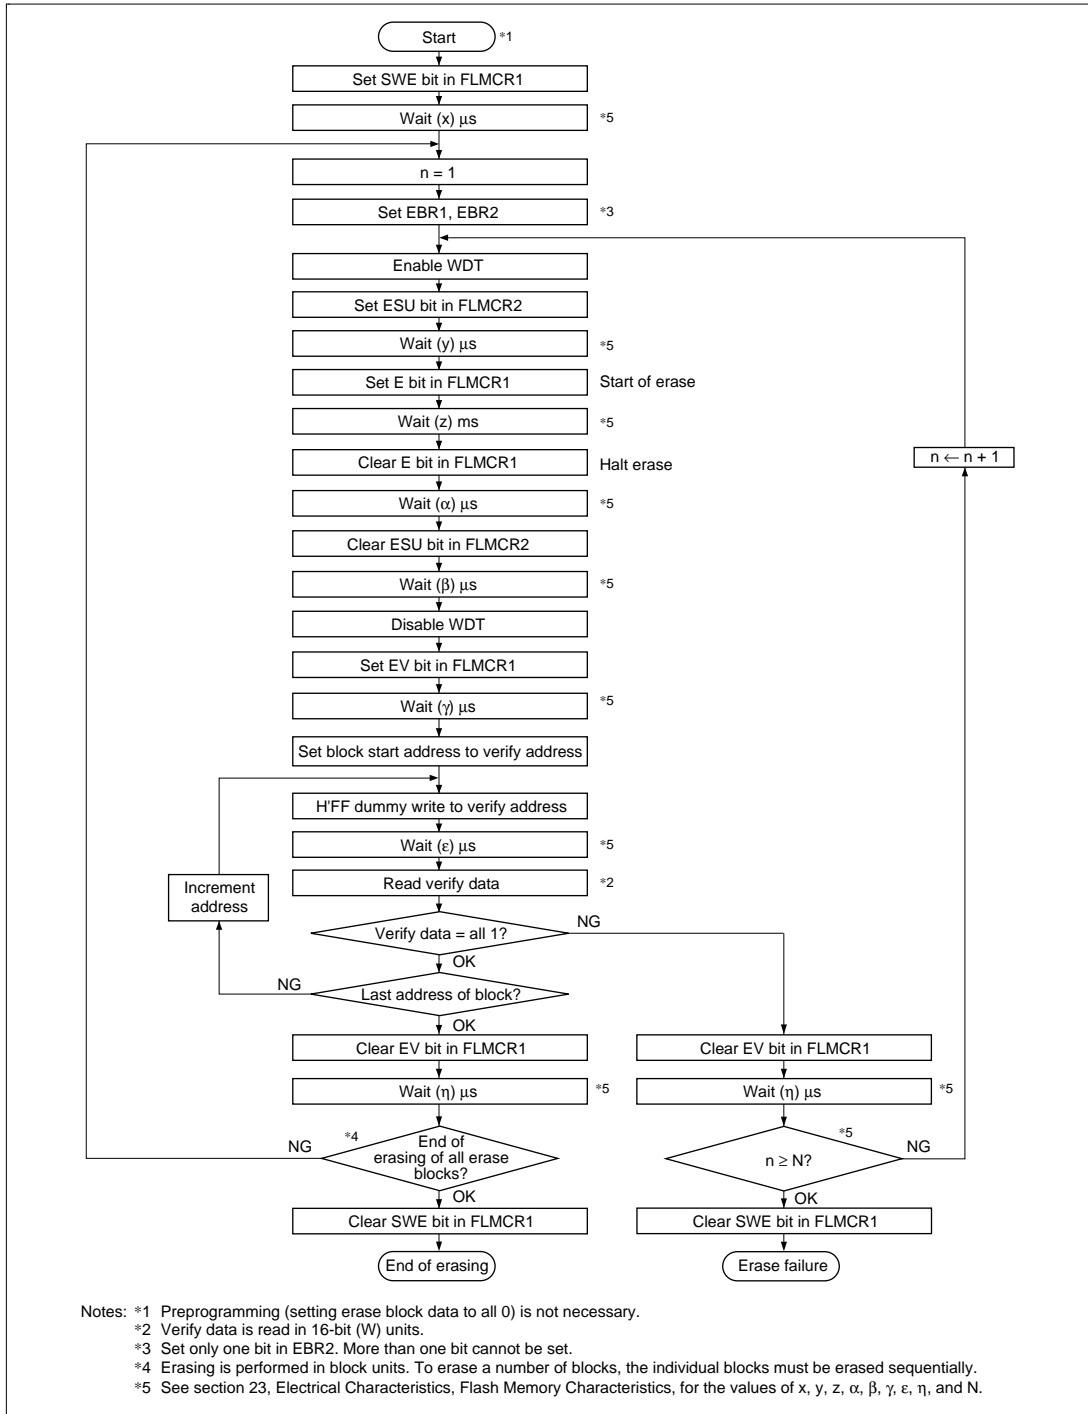 Start *1
Set SWE bit in FLMCR1
Wait (x) μs *5
n = 1
Set EBR1, EBR2 *3
Enable WDT
Set ESU bit in FLMCR2
Wait (y) μs *5
Set E bit in FLMCR1 Start of erase
Wait (z) ms *5
n ← n + 1
Clear E bit in FLMCR1 Halt erase
Wait (α) μs *5
Clear ESU bit in FLMCR2
Wait (β) μs *5
Disable WDT
Set EV bit in FLMCR1
Wait (γ) μs *5
Set block start address to verify address
H'FF dummy write to verify address
Wait (ε) μs *5
Increment
address
Read verify data *2
Verify data = all 1? NG
OK
NG Last address of block?
OK
Clear EV bit in FLMCR1 Clear EV bit in FLMCR1
Wait (η) μs *5 Wait (η) μs *5
NG *4 End of
erasing of all erase
blocks?
*5 n ≥ N? NG
OK OK
Clear SWE bit in FLMCR1 Clear SWE bit in FLMCR1
End of erasing Erase failure
Notes: *1 Preprogramming (setting erase block data to all 0) is not necessary.
*2 Verify data is read in 16-bit (W) units.
*3 Set only one bit in EBR2. More than one bit cannot be set.
*4 Erasing is performed in block units. To erase a number of blocks, the individual blocks must be erased sequentially.
*5 See section 23, Electrical Characteristics, Flash Memory Characteristics, for the values of x, y, z, α, β, γ, ε, η, and N.